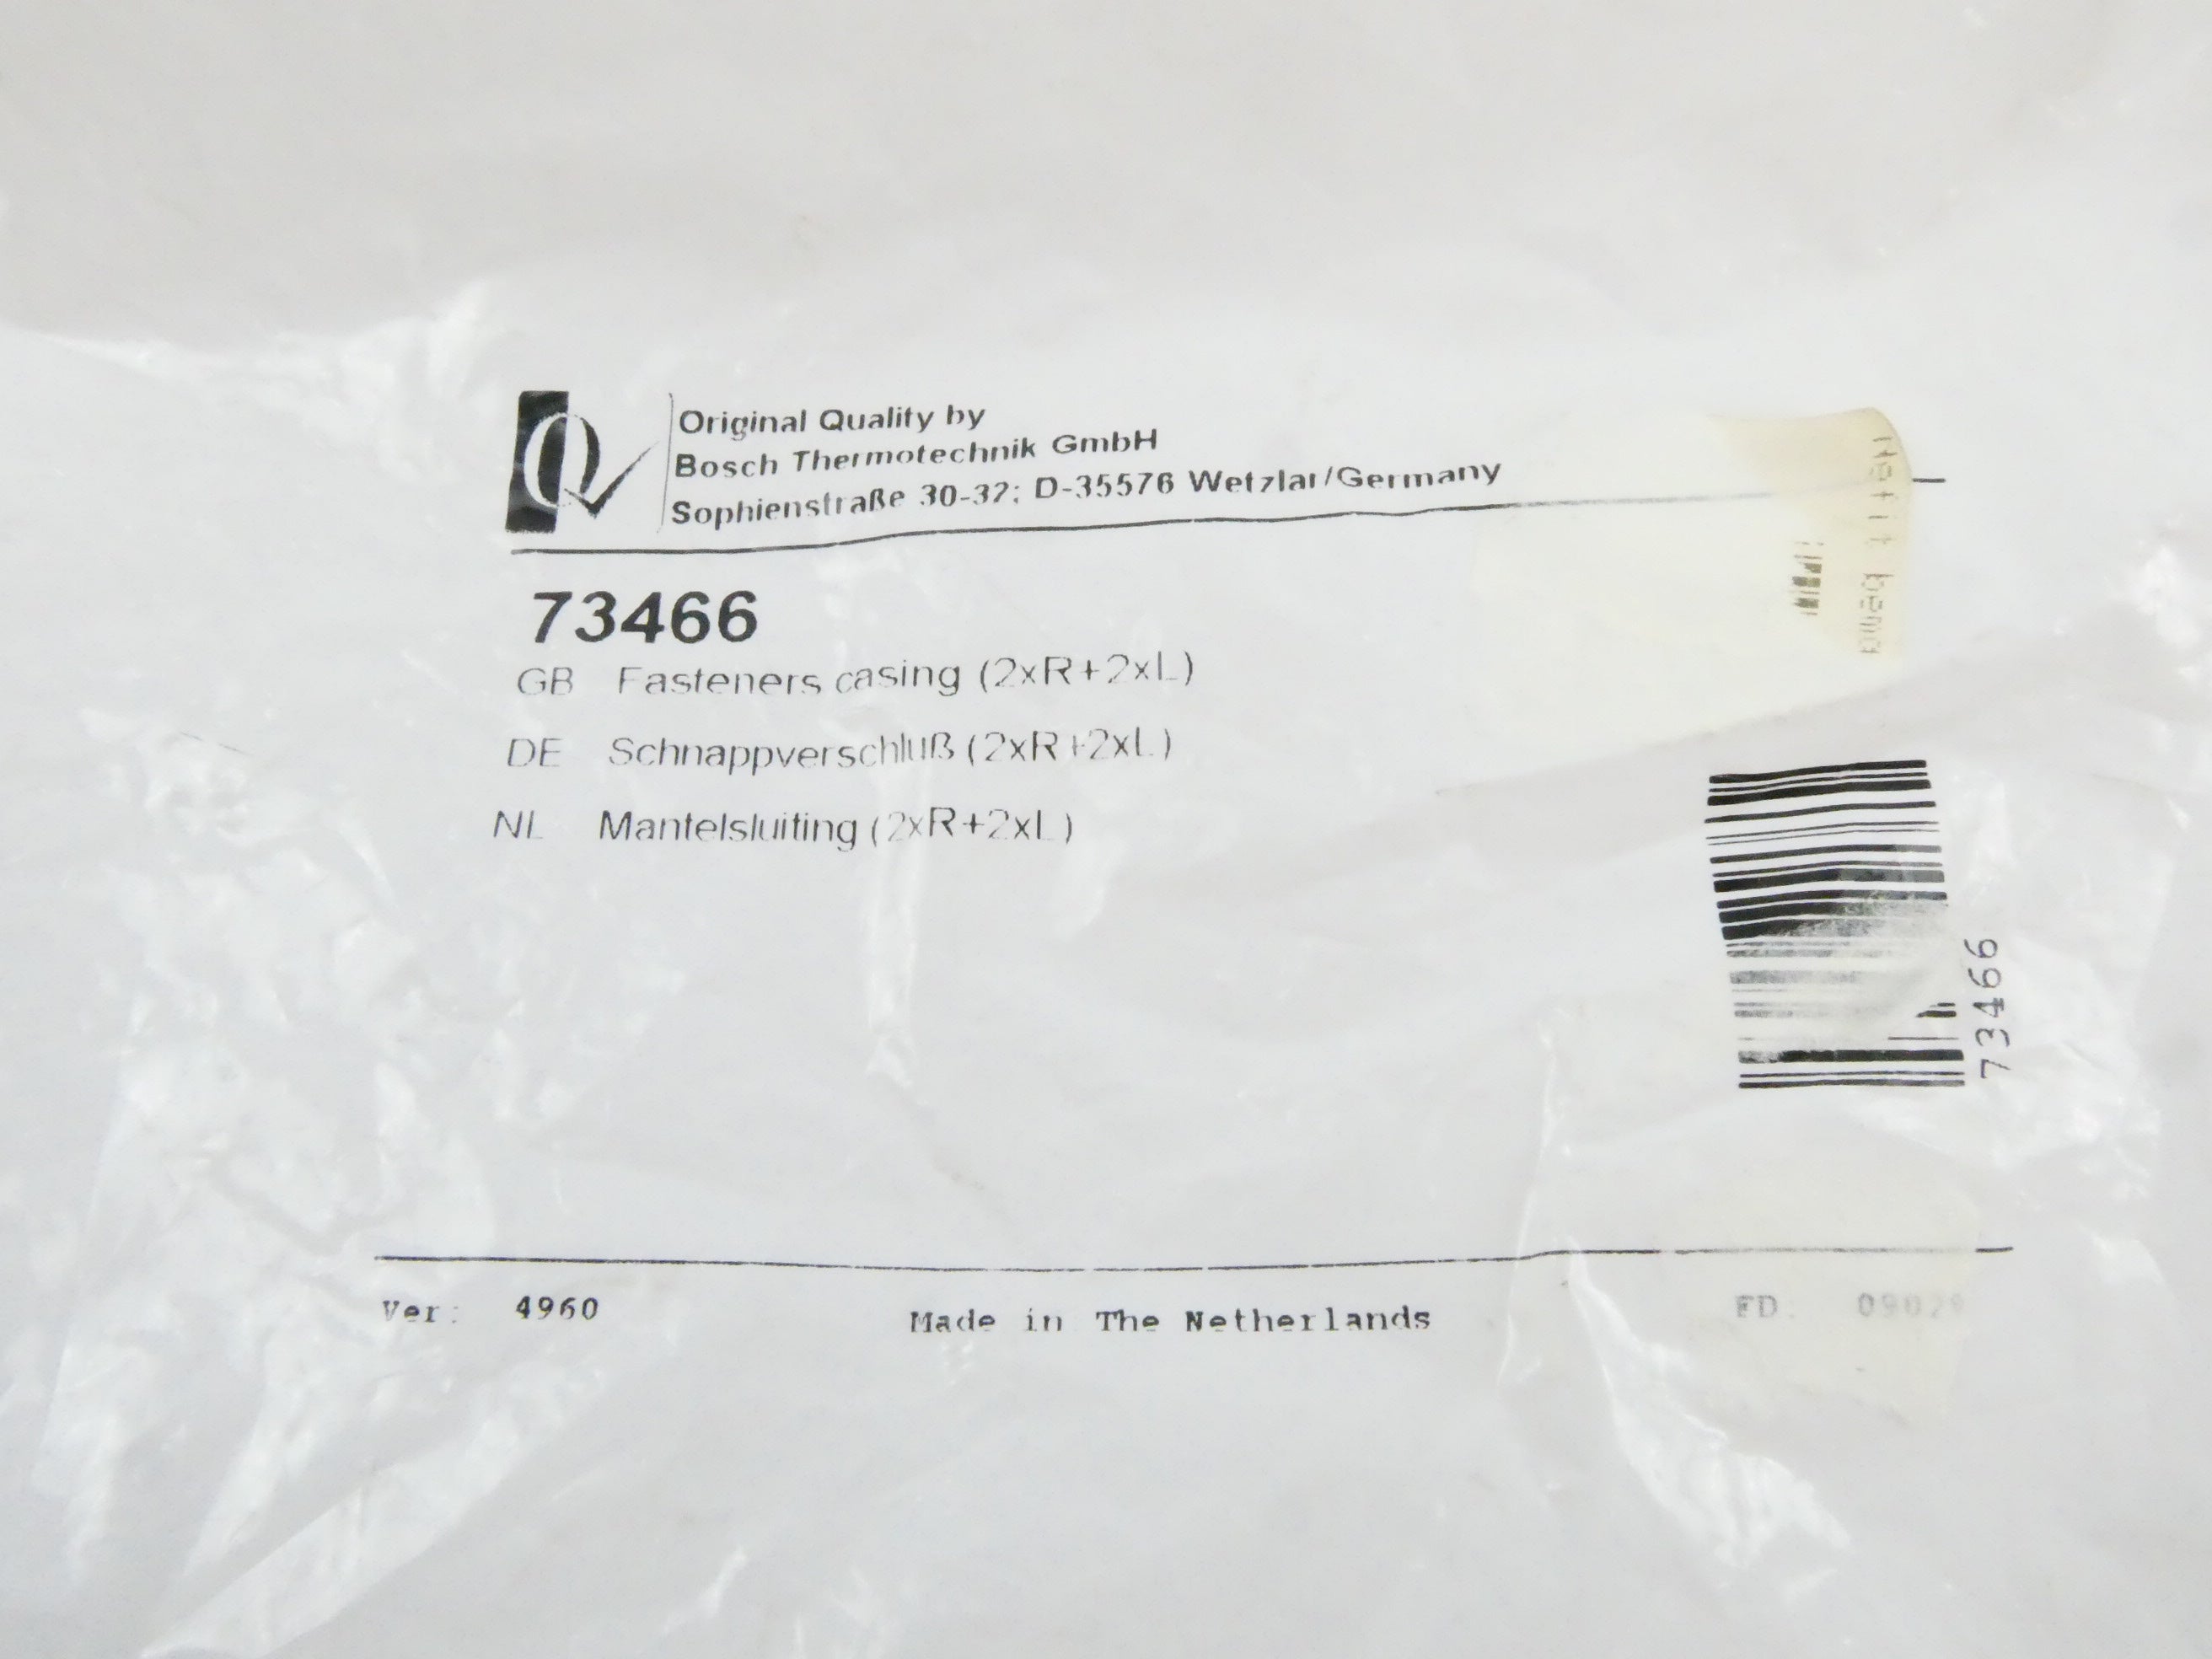 Original Quality by
Bosch Thermotechnik GmbH
Sophienstraße 30-32; D-35576 Wetzlar/Germany
73466
GB Fasteners casing (2xR+2xL)
DE Schnappverschluß (2xR+2xL)
NL Mantelsluiting (2xR+2xL)
73466
Ver: 4960 Made in The Netherlands FD: